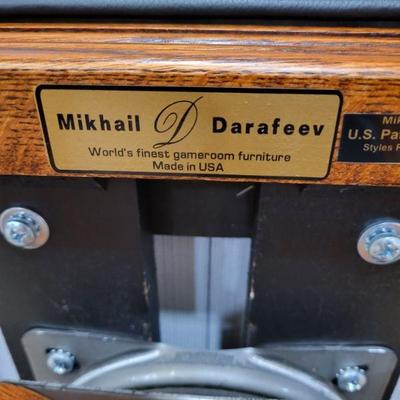 Mikhail D Darafeev
World's finest gameroom furniture
Made in USA
U.S. Pa
Styles